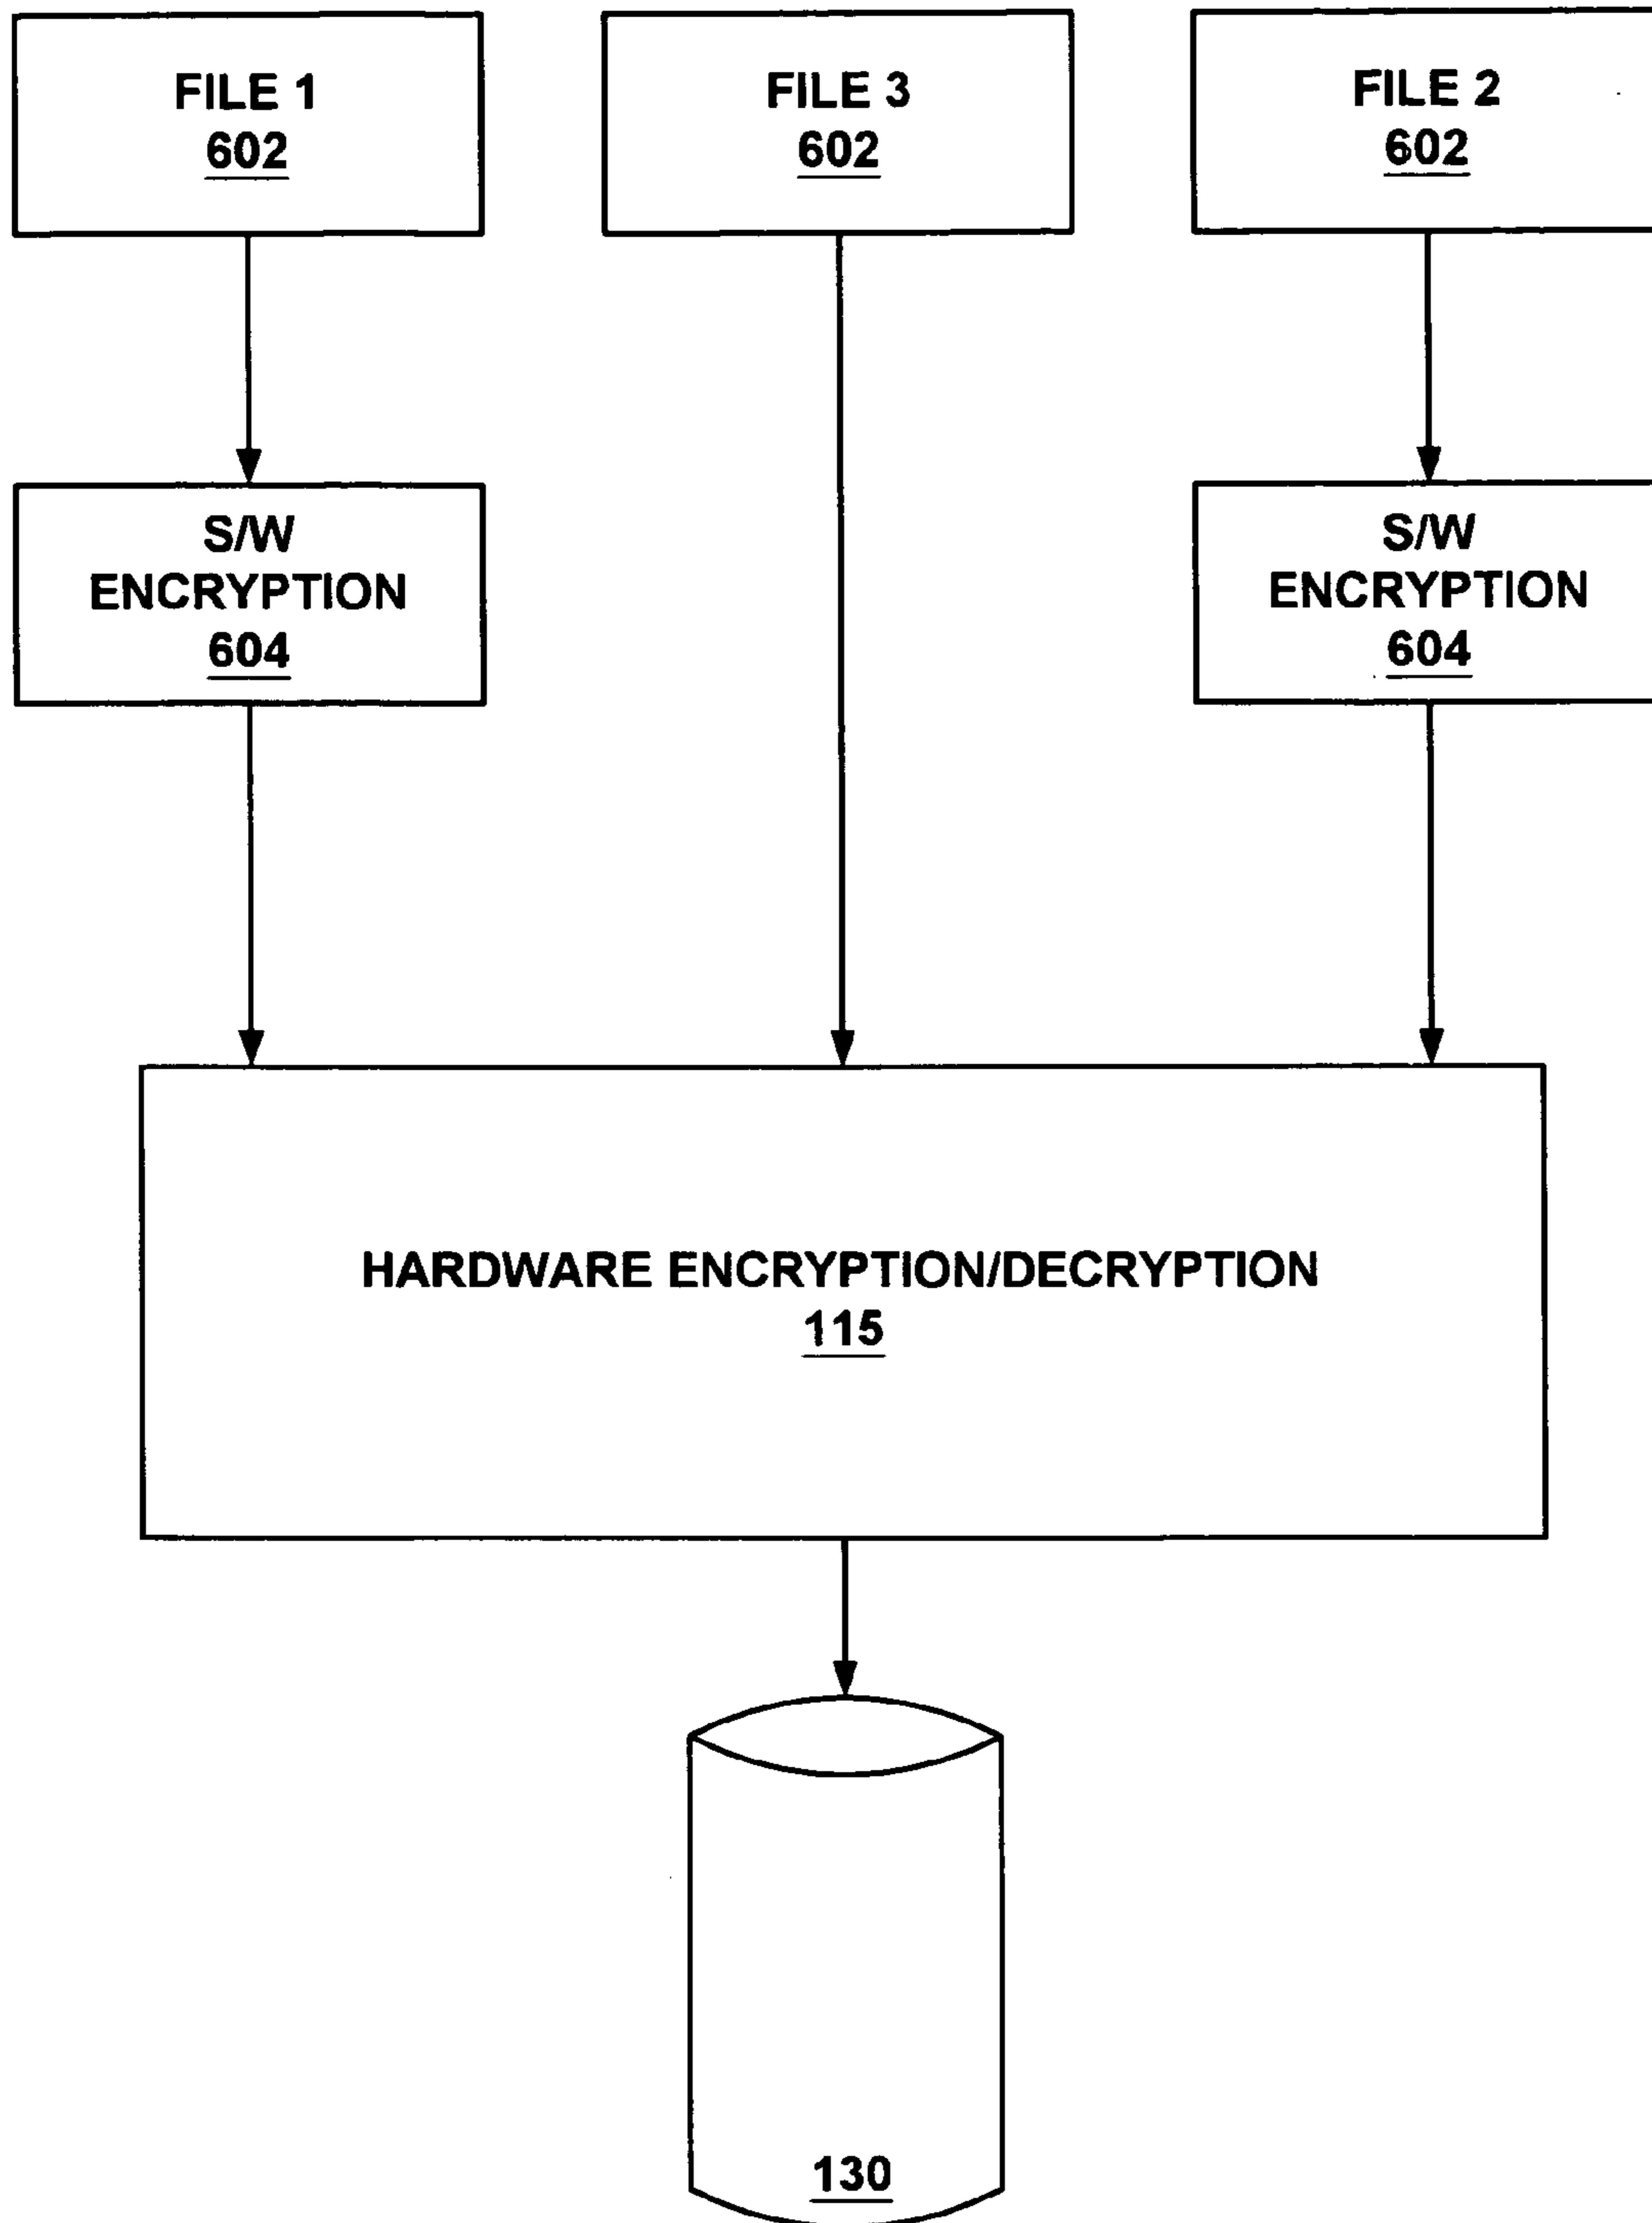 FILE 1
602
FILE 3
602
FILE 2
602
S/W
ENCRYPTION
604
S/W
ENCRYPTION
604
HARDWARE ENCRYPTION/DECRYPTION
115
130